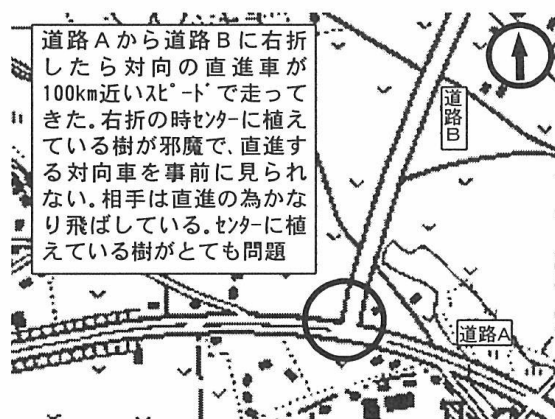 道路Aから道路Bに右折
したら対向の直進車が
100km近いｽﾋﾟｰﾄﾞで走って
きた。右折の時ｾﾝﾀｰに植え
ている樹が邪魔で、直進す
る対向車を事前に見られ
ない。相手は直進の為かな
り飛ばしている。ｾﾝﾀｰに植
えている樹がとても問題
道路B
道路A